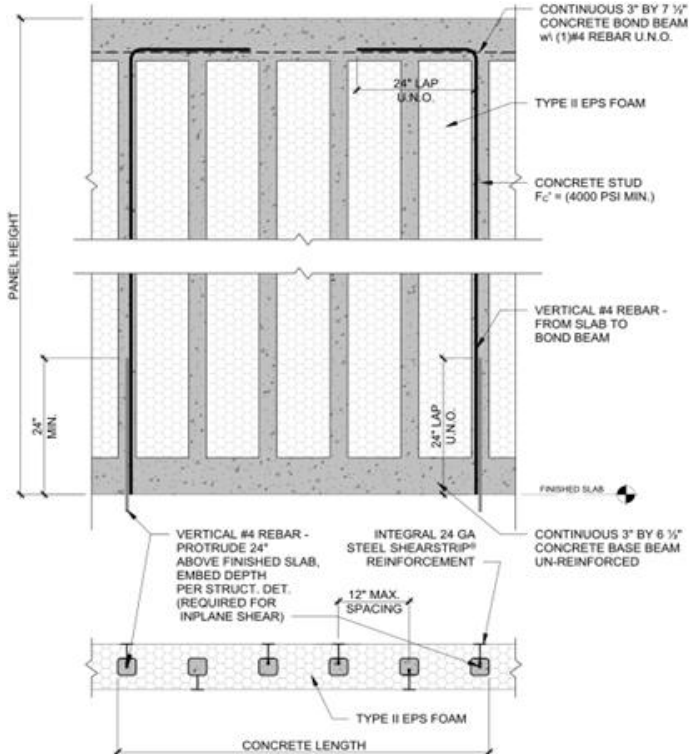 CONTINUOUS 3" BY 7 ½"
CONCRETE BOND BEAM
w\ (1)#4 REBAR U.N.O.
24" LAP
U.N.O.
TYPE II EPS FOAM
CONCRETE STUD
Fc' = (4000 PSI MIN.)
PANEL HEIGHT
VERTICAL #4 REBAR -
FROM SLAB TO
BOND BEAM
24"
MIN.
24" LAP
U.N.O.
FINISHED SLAB
VERTICAL #4 REBAR -
PROTRUDE 24"
ABOVE FINISHED SLAB,
EMBED DEPTH
PER STRUCT. DET.
(REQUIRED FOR
INPLANE SHEAR)
INTEGRAL 24 GA
STEEL SHEARSTRIP®
REINFORCEMENT
CONTINUOUS 3" BY 6 ½"
CONCRETE BASE BEAM
UN-REINFORCED
12" MAX.
SPACING
TYPE II EPS FOAM
CONCRETE LENGTH